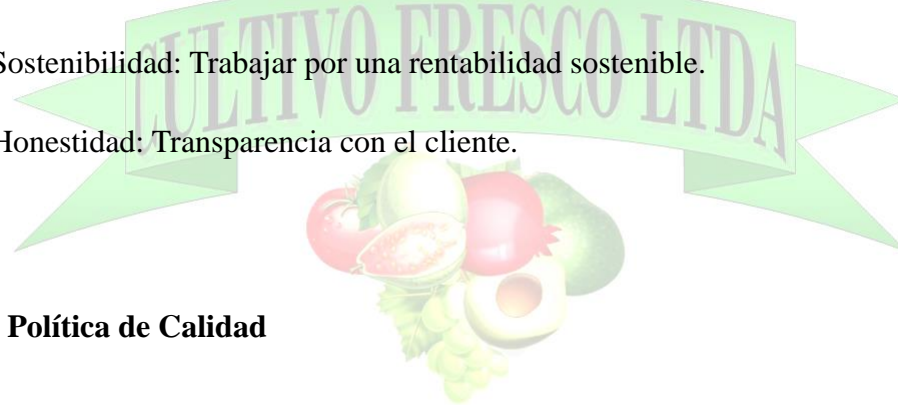 CULTIVO FRESCO LTDA
Sostenibilidad: Trabajar por una rentabilidad sostenible.
Honestidad: Transparencia con el cliente.
Política de Calidad